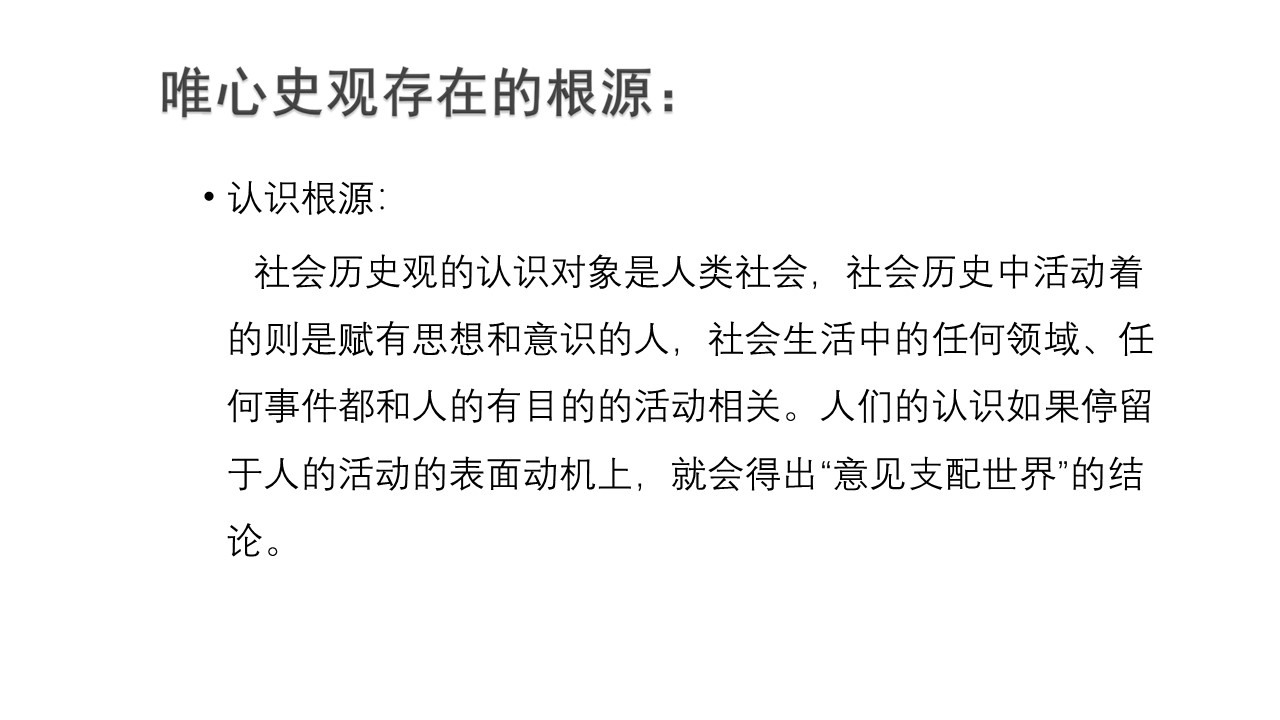 唯心史观存在的根源：
• 认识根源：
社会历史观的认识对象是人类社会，社会历史中活动着
的则是赋有思想和意识的人，社会生活中的任何领域、任
何事件都和人的有目的的活动相关。人们的认识如果停留
于人的活动的表面动机上，就会得出“意见支配世界”的结
论。